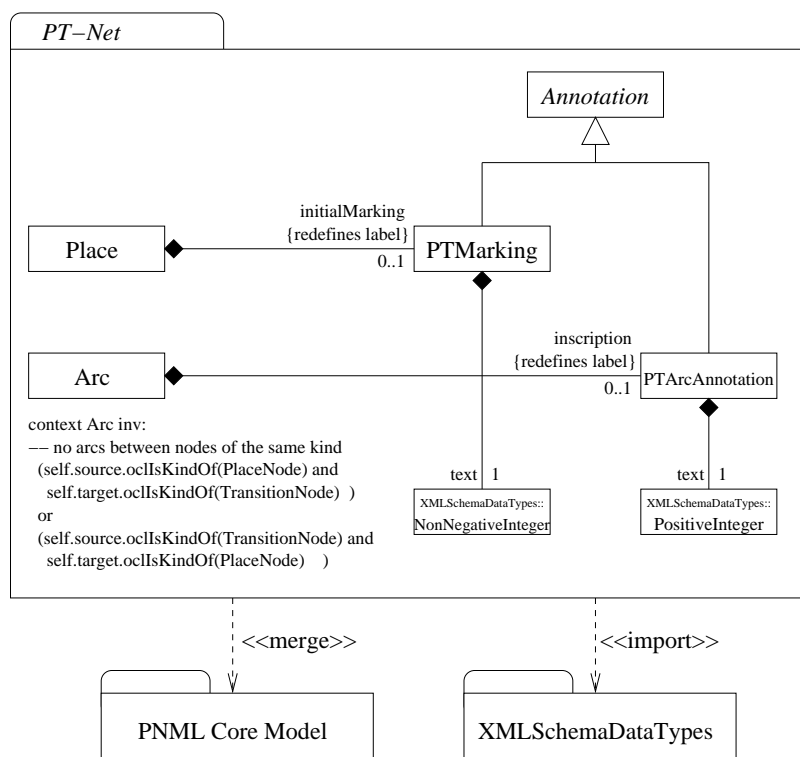 PT−Net
Annotation
initialMarking
{redefines label}
0..1
Place
PTMarking
inscription
{redefines label}
0..1
Arc
PTArcAnnotation
context Arc inv:
−− no arcs between nodes of the same kind
(self.source.oclIsKindOf(PlaceNode) and
self.target.oclIsKindOf(TransitionNode) )
or
(self.source.oclIsKindOf(TransitionNode) and
self.target.oclIsKindOf(PlaceNode) )
text 1
XMLSchemaDataTypes::
NonNegativeInteger
text 1
XMLSchemaDataTypes::
PositiveInteger
<<merge>>
<<import>>
PNML Core Model
XMLSchemaDataTypes